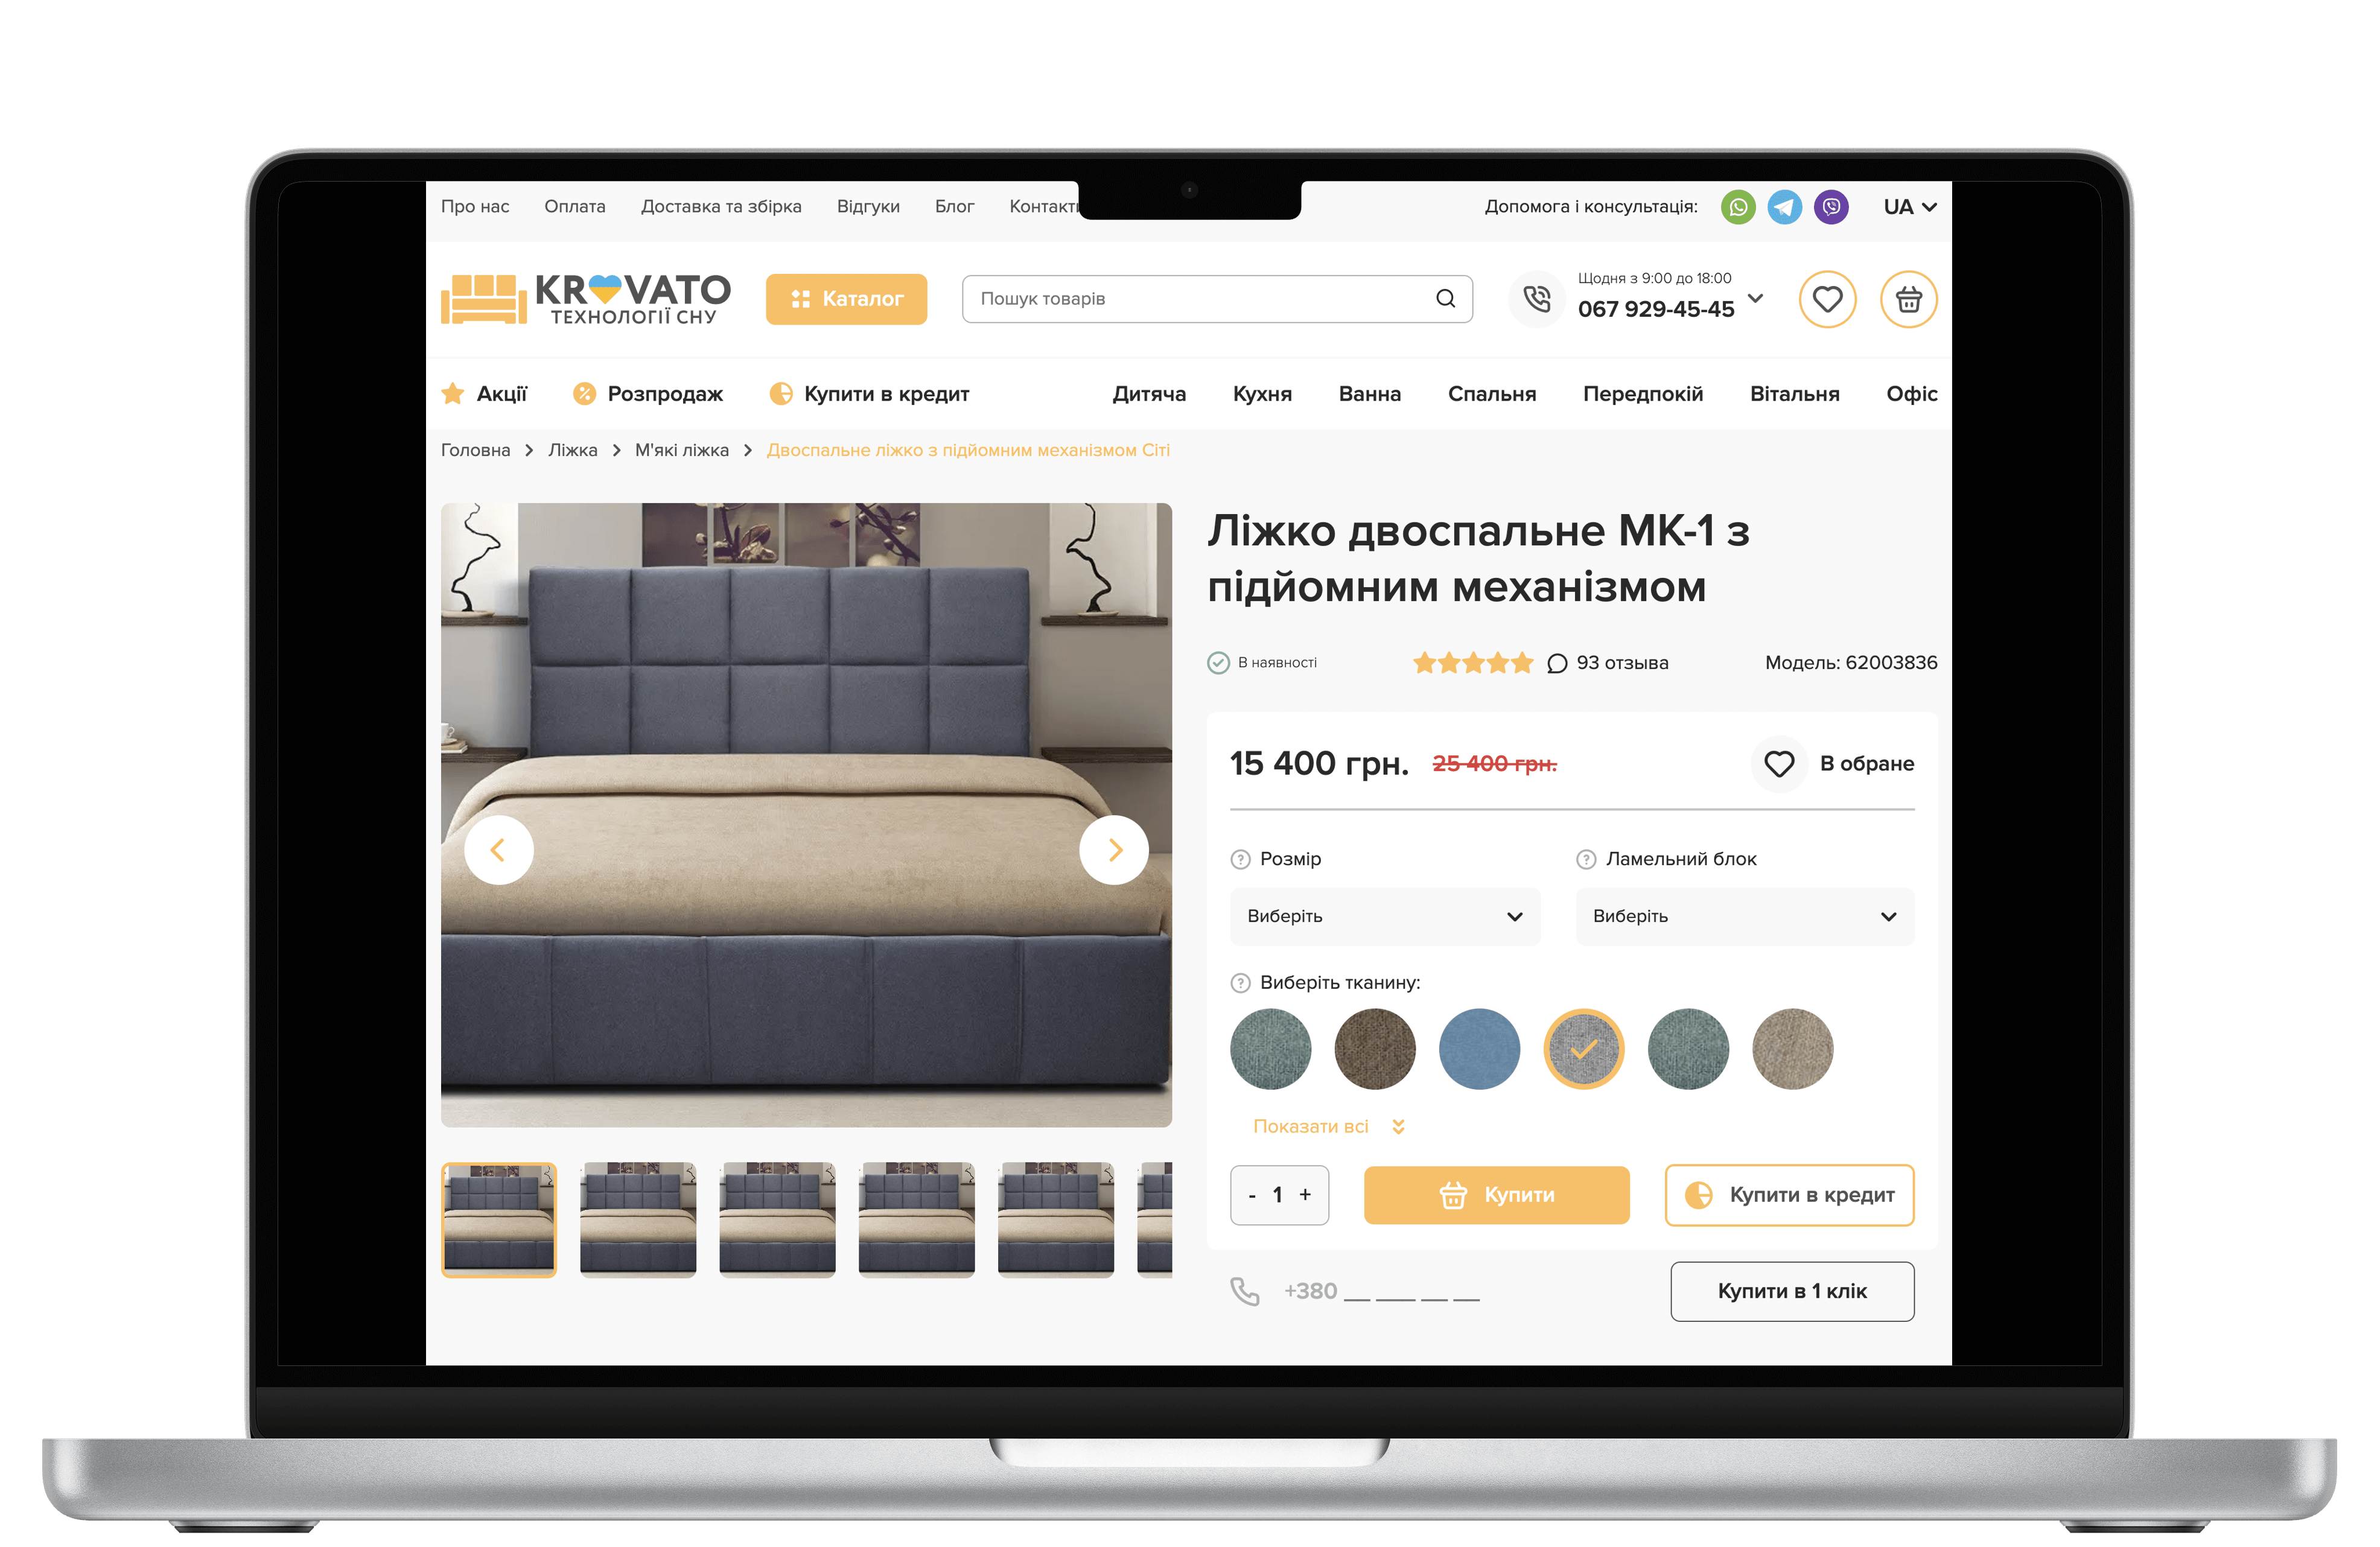 Про нас Оплата Доставка та збірка Відгуки Блог Контакти Допомога і консультація: UA
KROVATO
ТЕХНОЛОГІЇ СНУ
Каталог
Пошук товарів
Щодня з 9:00 до 18:00
067 929-45-45
Акції Розпродаж Купити в кредит Дитяча Кухня Ванна Спальня Передпокій Вітальня Офіс
Головна > Ліжка > М'які ліжка > Двоспальне ліжко з підйомним механізмом Сіті
Ліжко двоспальне МК-1 з
підйомним механізмом
В наявності 93 отзыва Модель: 62003836
15 400 грн. 25 400 грн. В обране
? Розмір ? Ламельний блок
Виберіть Виберіть
? Виберіть тканину:
Показати всі
- 1 + Купити Купити в кредит
+380 __ ___ __ __ Купити в 1 клік